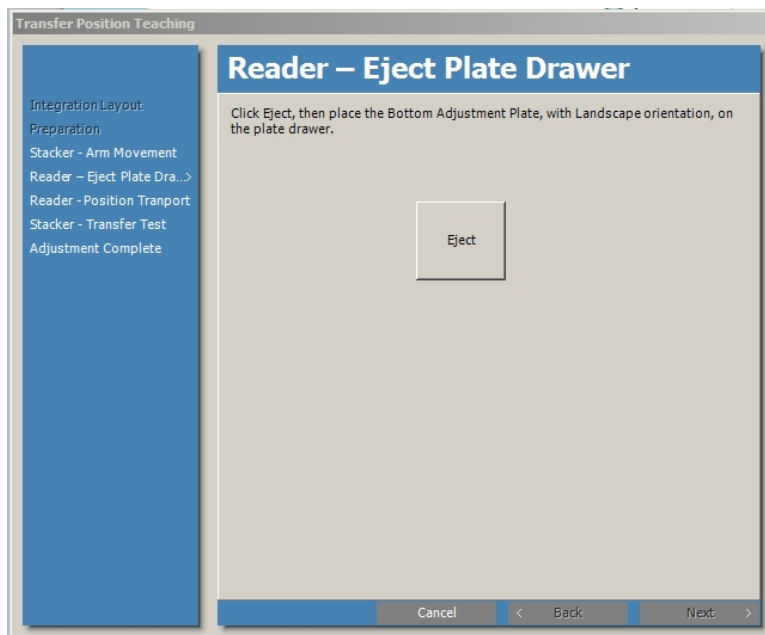 Transfer Position Teaching
Integration Layout
Preparation
Stacker - Arm Movement
Reader – Eject Plate Dra...>
Reader - Position Tranport
Stacker - Transfer Test
Adjustment Complete
Reader – Eject Plate Drawer
Click Eject, then place the Bottom Adjustment Plate, with Landscape orientation, on
the plate drawer.
Eject
Cancel < Back Next >